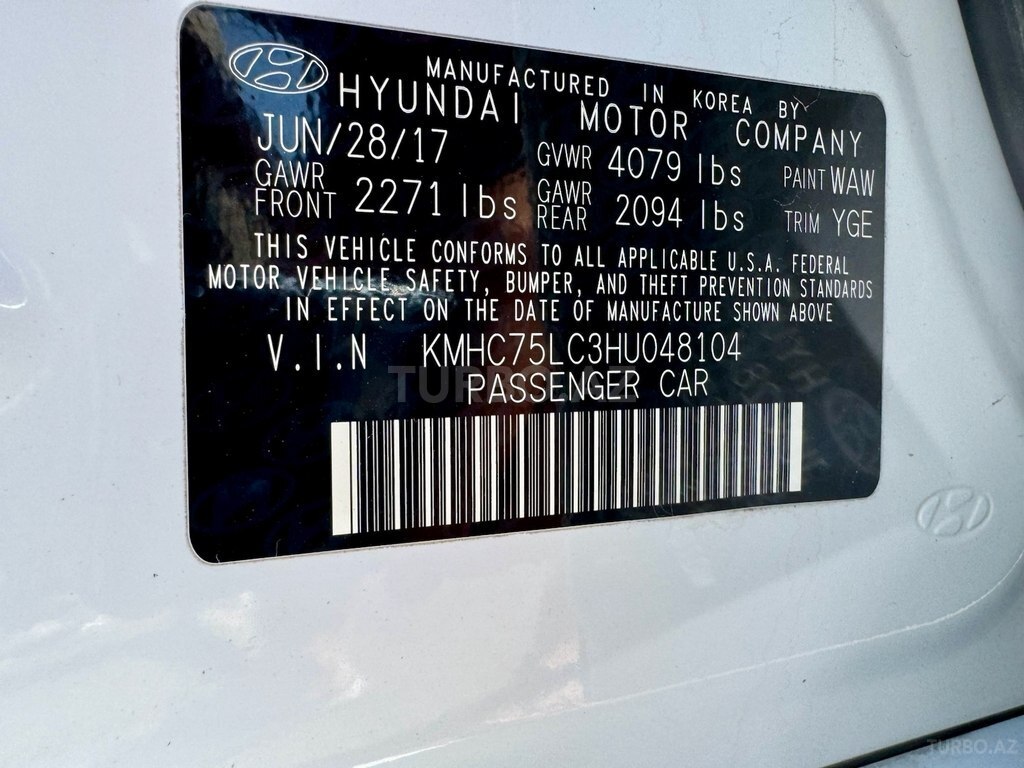 MANUFACTURED IN KOREA BY
HYUNDAI MOTOR COMPANY
JUN/28/17 GVWR 4079 lbs PAINT WAW
GAWR FRONT 2271 lbs GAWR REAR 2094 lbs TRIM YGE
THIS VEHICLE CONFORMS TO ALL APPLICABLE U.S.A. FEDERAL
MOTOR VEHICLE SAFETY, BUMPER, AND THEFT PREVENTION STANDARDS
IN EFFECT ON THE DATE OF MANUFACTURE SHOWN ABOVE
V.I.N KMHC75LC3HU048104
TURBO.AZ
PASSENGER CAR
TURBO.AZ